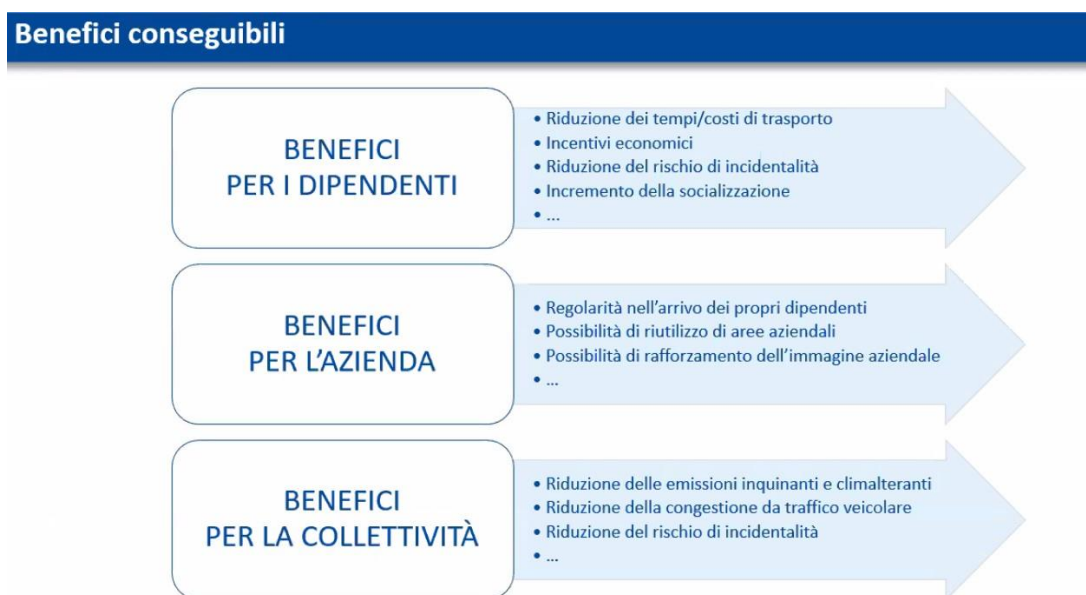 Benefici conseguibili
BENEFICI
PER I DIPENDENTI
• Riduzione dei tempi/costi di trasporto
• Incentivi economici
• Riduzione del rischio di incidentalità
• Incremento della socializzazione
• ...
BENEFICI
PER L'AZIENDA
• Regolarità nell'arrivo dei propri dipendenti
• Possibilità di riutilizzo di aree aziendali
• Possibilità di rafforzamento dell'immagine aziendale
• ...
BENEFICI
PER LA COLLETTIVITÀ
• Riduzione delle emissioni inquinanti e climalteranti
• Riduzione della congestione da traffico veicolare
• Riduzione del rischio di incidentalità
• ...